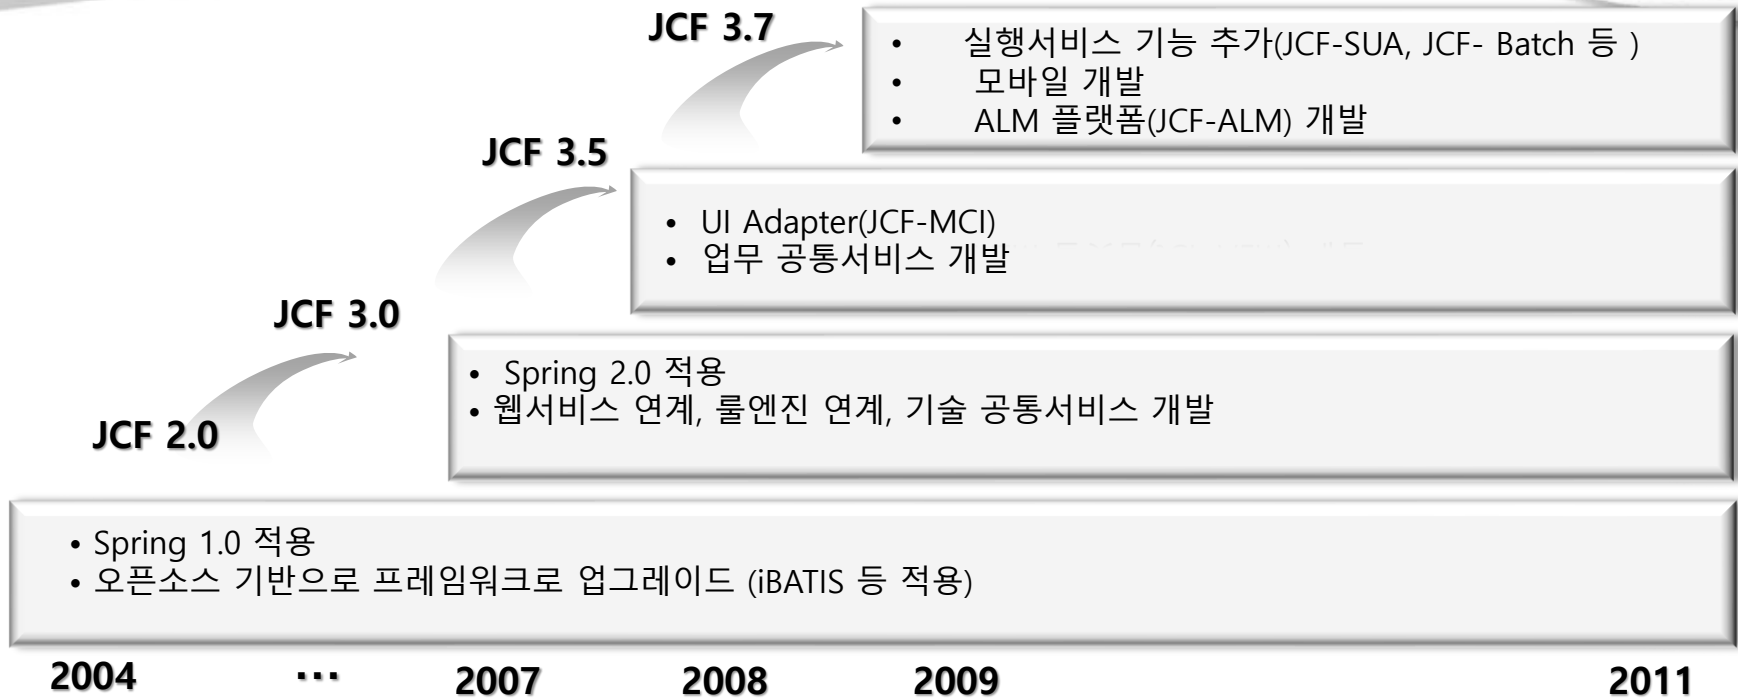 JCF 3.7
• 실행서비스 기능 추가(JCF-SUA, JCF- Batch 등 )
• 모바일 개발
• ALM 플랫폼(JCF-ALM) 개발
JCF 3.5
• UI Adapter(JCF-MCI)
• 업무 공통서비스 개발
JCF 3.0
• Spring 2.0 적용
• 웹서비스 연계, 룰엔진 연계, 기술 공통서비스 개발
JCF 2.0
• Spring 1.0 적용
• 오픈소스 기반으로 프레임워크로 업그레이드 (iBATIS 등 적용)
2004 … 2007 2008 2009 2011